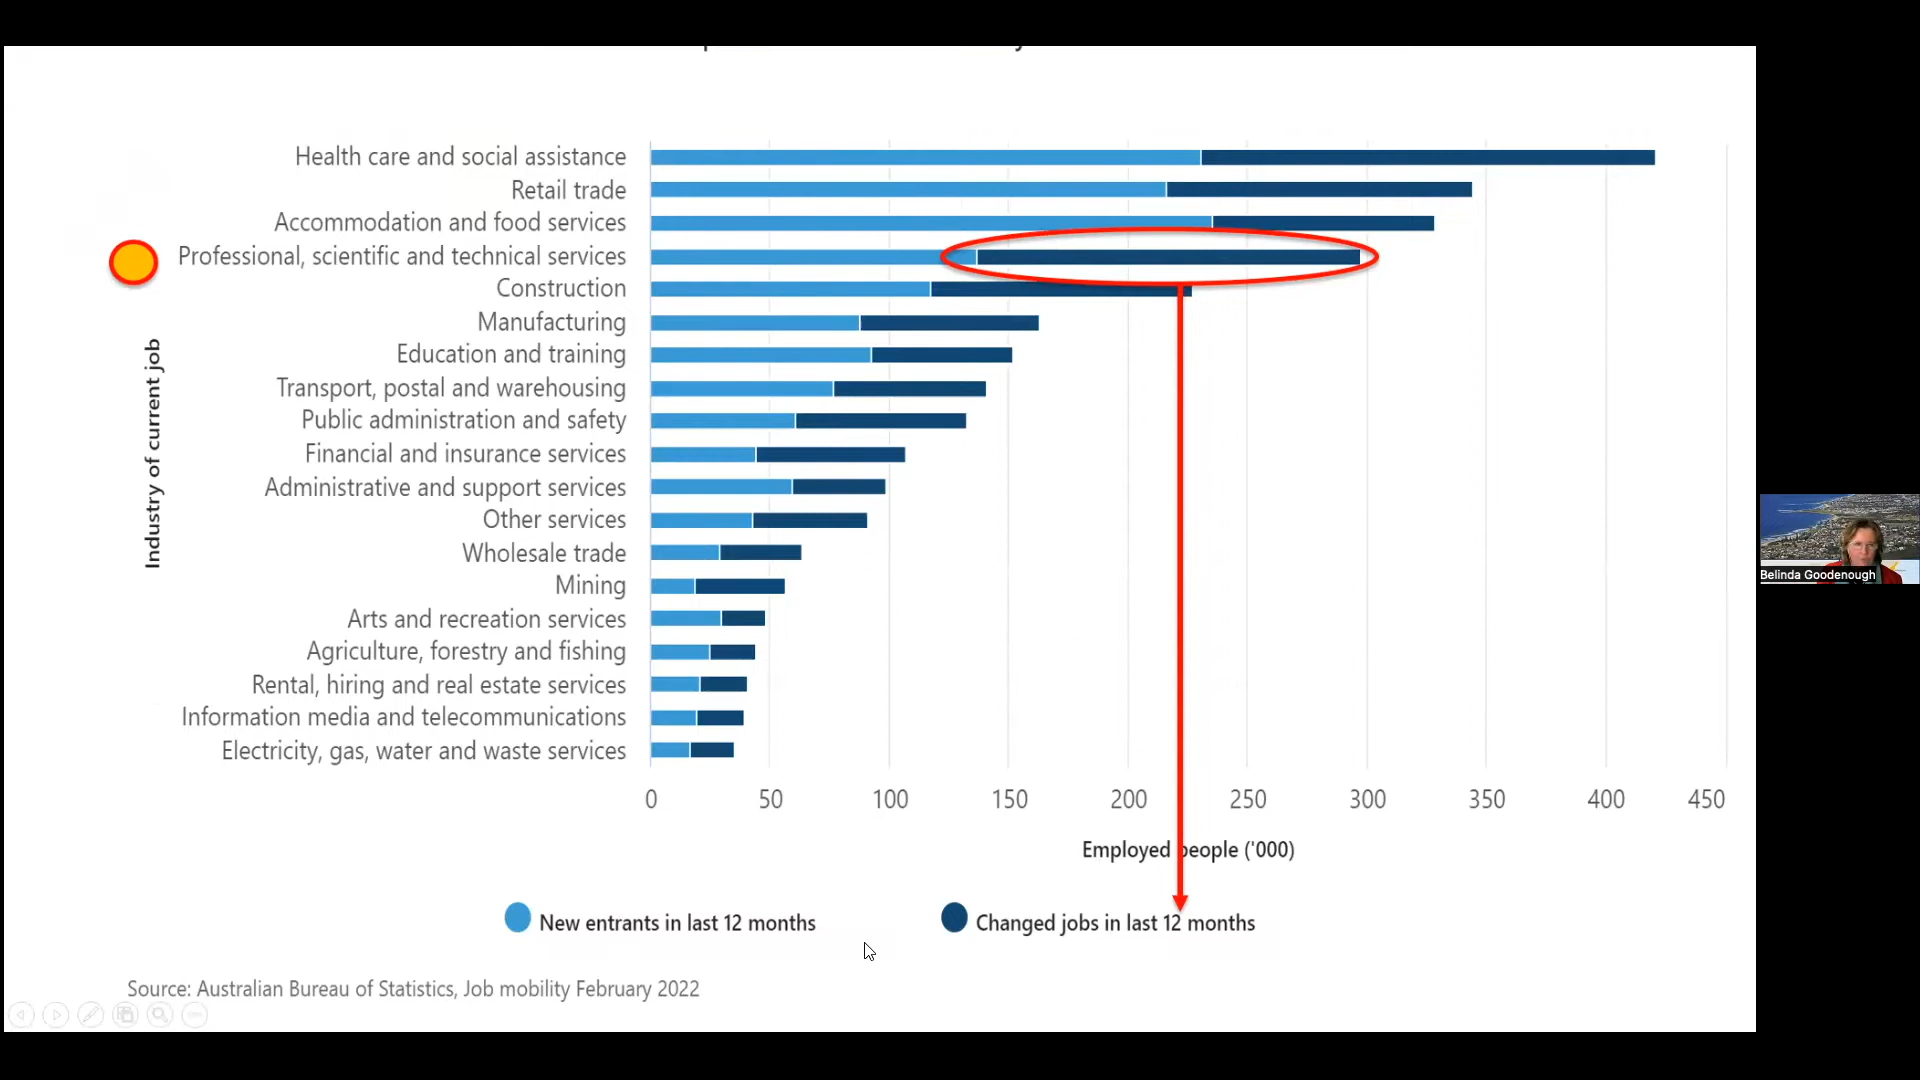 Health care and social assistance
Retail trade
Accommodation and food services
Professional, scientific and technical services
Construction
Manufacturing
Education and training
Transport, postal and warehousing
Public administration and safety
Financial and insurance services
Administrative and support services
Other services
Wholesale trade
Mining
Arts and recreation services
Agriculture, forestry and fishing
Rental, hiring and real estate services
Information media and telecommunications
Electricity, gas, water and waste services
Industry of current job
0 50 100 150 200 250 300 350 400 450
Employed people ('000)
New entrants in last 12 months
Changed jobs in last 12 months
Source: Australian Bureau of Statistics, Job mobility February 2022
Belinda Goodenough